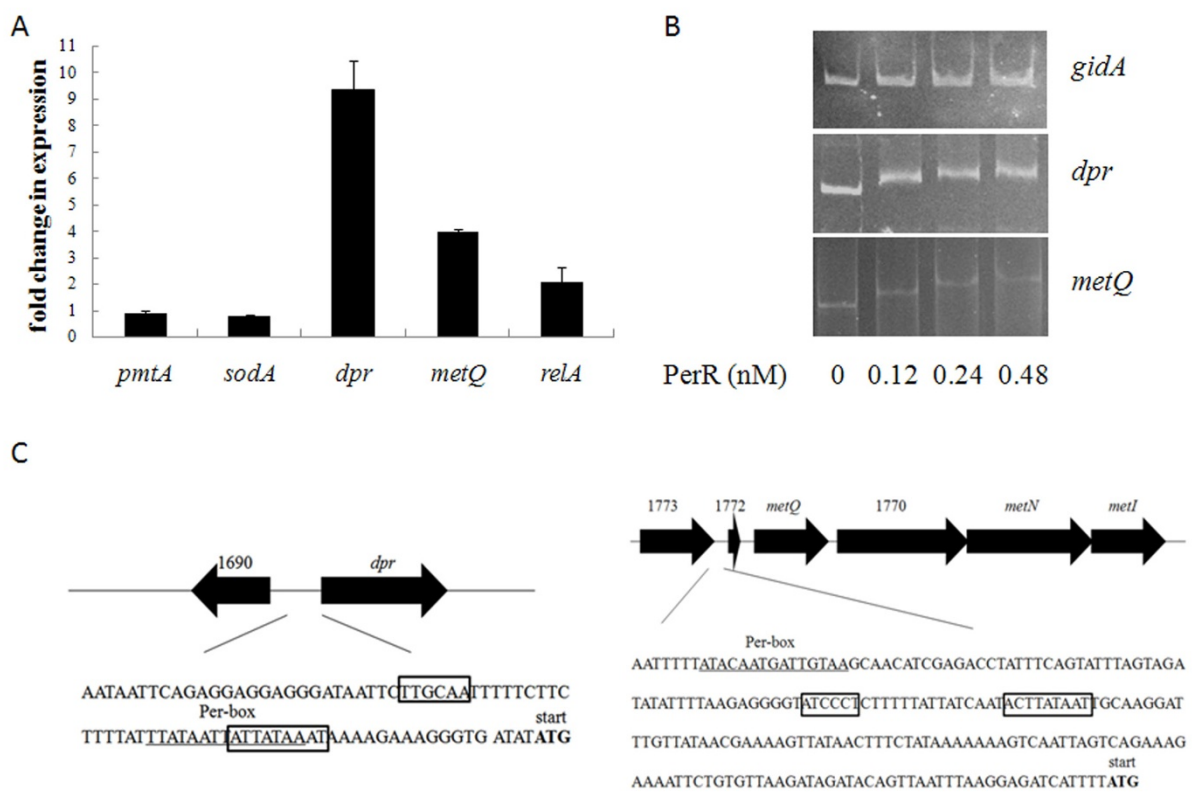 A
11
10
9
8
7
6
5
4
3
2
1
0
fold change in expression
pmtA
sodA
dpr
metQ
relA
B
gidA
dpr
metQ
PerR (nM) 0 0.12 0.24 0.48
C
1690
dpr
AATAATTCAGAGGAGGAGGGATAATTCTTGCAATTTTTCTTC
Per-box
start
TTTTATTTATAATTATTATAAATAAAAGAAAGGGTG ATATATG
1773
1772
metQ
1770
metN
metI
Per-box
AATTTTTATACAATGATTGTAAGCAACATCGAGACCTATTTCAGTATTTAGTAGA
TATATTTTAAGAGGGGTATCCCTCTTTTTATTATCAATACTTATAATTGCAAGGAT
TTGTTATAACGAAAAGTTATAACTTTCTATAAAAAAAGTCAATTAGTCAGAAAG
start
AAAATTCTGTGTTAAGATAGATACAGTTAATTTAAGGAGATCATTTTATG